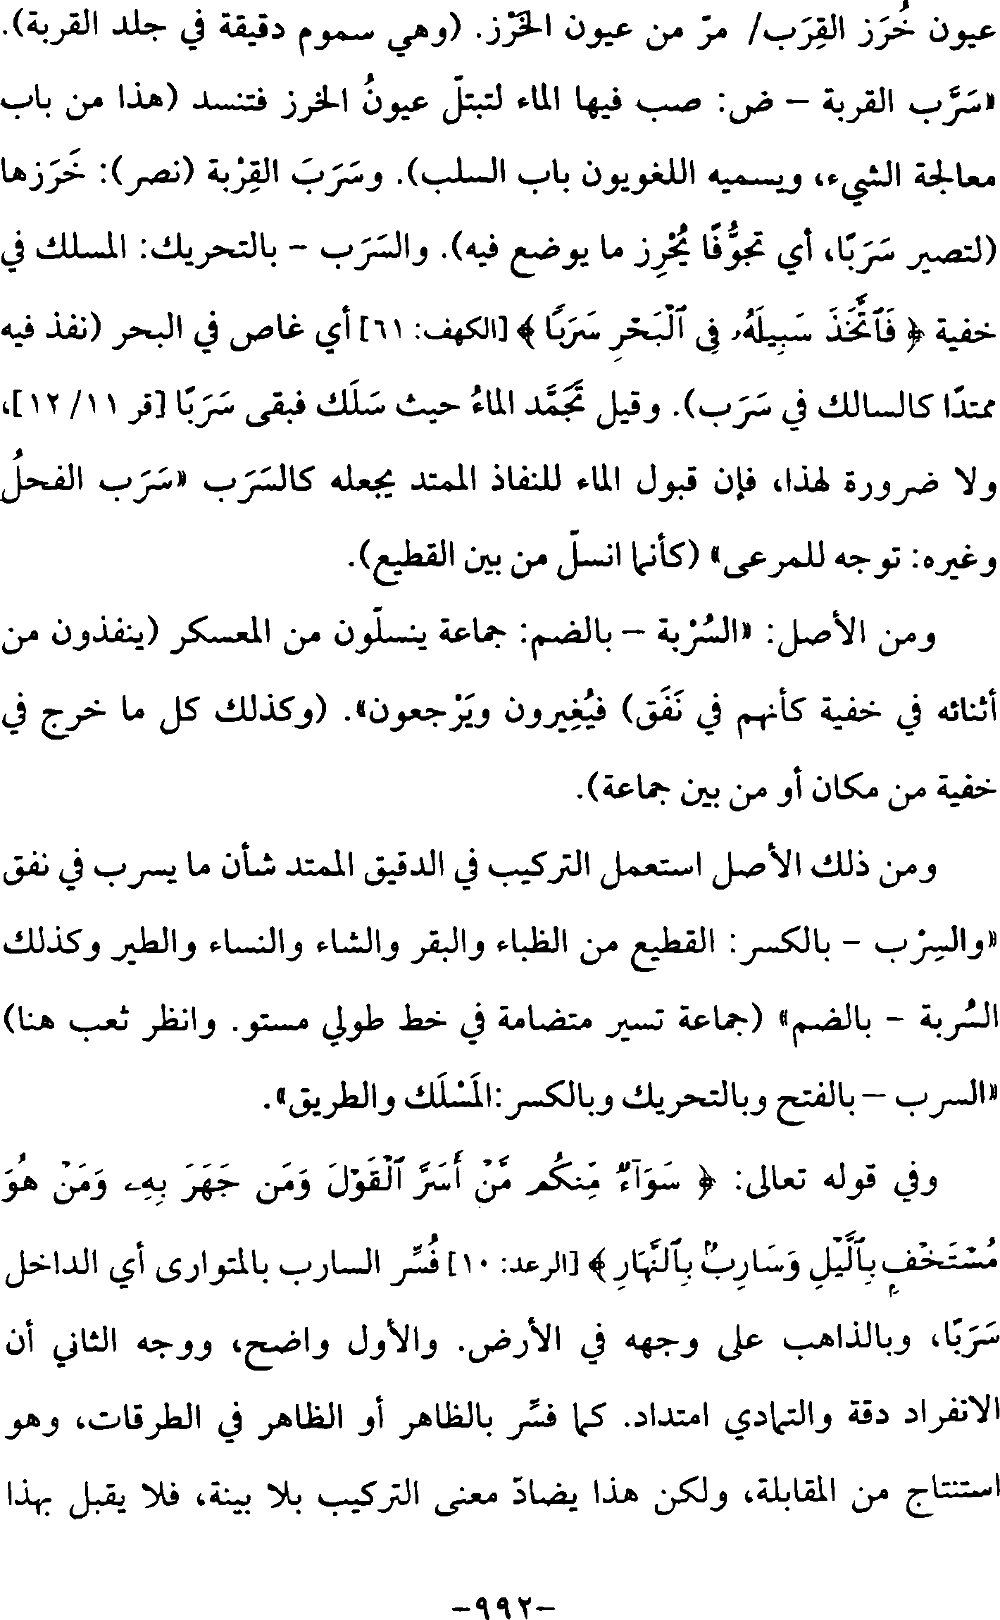 عيون خُرَز القِرَب/ مرّ من عيون الخَرْز. (وهي سموم دقيقة في جلد القربة).
«سَرَّب القربة – ض: صب فيها الماء لتبتلّ عيونُ الخرز فتنسد (هذا من باب
معالجة الشيء، ويسميه اللغويون باب السلب). وسَرَبَ القِرْبة (نصر): خَرَزها
(لتصير سَرَبًا، أي تجوُّفًا يُحْرِز ما يوضع فيه). والسَرَب – بالتحريك: المسلك في
خفية ﴿ فَٱتَّخَذَ سَبِيلَهُۥ فِى ٱلْبَحْرِ سَرَبًا ﴾ [الكهف: ٦١] أي غاص في البحر (نفذ فيه
ممتدًا كالسالك في سَرَب). وقيل تَجَمَّد الماءُ حيث سَلَك فبقى سَرَبًا [قر ١١/ ١٢]،
ولا ضرورة لهذا، فإن قبول الماء للنفاذ الممتد يجعله كالسَرَب «سَرَب الفحلُ
وغيره: توجه للمرعى» (كأنما انسلّ من بين القطيع).
ومن الأصل: «السُرْبة – بالضم: جماعة ينسلّون من المعسكر (ينفذون من
أثنائه في خفية كأنهم في نَفَق) فيُغِيرون ويَرْجعون». (وكذلك كل ما خرج في
خفية من مكان أو من بين جماعة).
ومن ذلك الأصل استعمل التركيب في الدقيق الممتد شأن ما يسرب في نفق
«والسِرْب – بالكسر: القطيع من الظباء والبقر والشاء والنساء والطير وكذلك
السُربة – بالضم» (جماعة تسير متضامة في خط طولي مستو. وانظر ثعب هنا)
«السرب – بالفتح وبالتحريك وبالكسر:المَسْلَك والطريق».
وفي قوله تعالى: ﴿ سَوَآءٌ مِّنكُم مَّنْ أَسَرَّ ٱلْقَوْلَ وَمَن جَهَرَ بِهِۦ وَمَنْ هُوَ
مُسْتَخْفٍۭ بِٱلَّيْلِ وَسَارِبٌۢ بِٱلنَّهَارِ ﴾ [الرعد: ١٠] فُسِّر السارب بالمتوارى أي الداخل
سَرَبًا، وبالذاهب على وجهه في الأرض. والأول واضح، ووجه الثاني أن
الانفراد دقة والتمادي امتداد. كما فسِّر بالظاهر أو الظاهر في الطرقات، وهو
استنتاج من المقابلة، ولكن هذا يضادّ معنى التركيب بلا بينة، فلا يقبل بهذا
-٩٩٢-